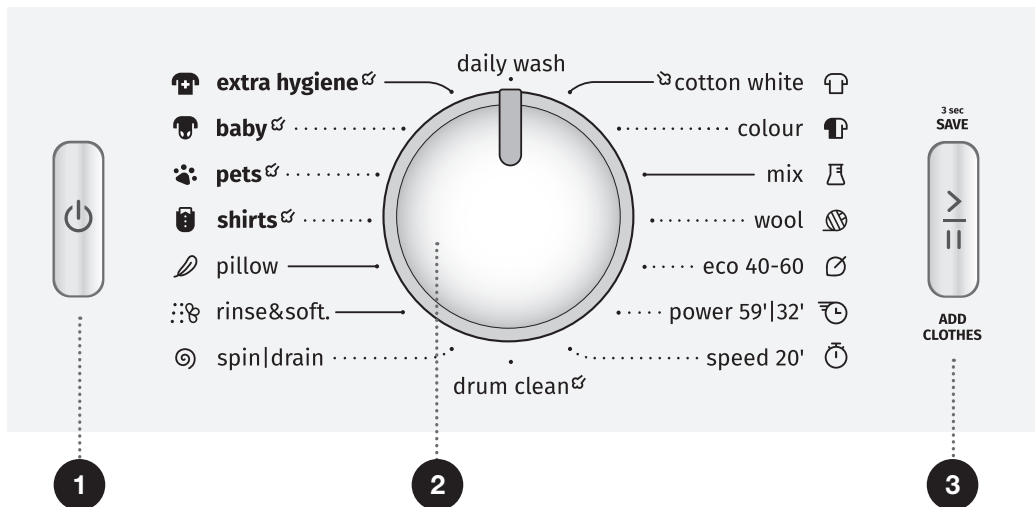 daily wash
extra hygiene
baby
pets
shirts
pillow
rinse&soft.
spin|drain
cotton white
colour
mix
wool
eco 40-60
power 59'|32'
speed 20'
drum clean
3 sec
SAVE
ADD
CLOTHES
1
2
3